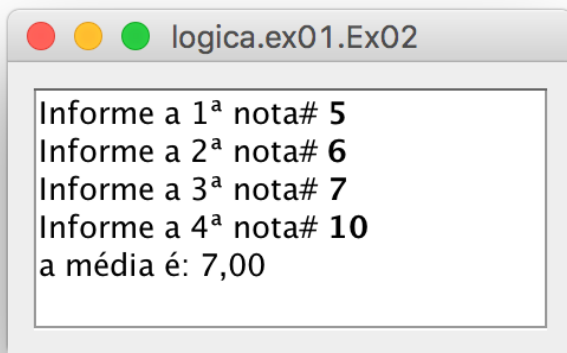 logica.ex01.Ex02
Informe a 1ª nota# 5
Informe a 2ª nota# 6
Informe a 3ª nota# 7
Informe a 4ª nota# 10
a média é: 7,00